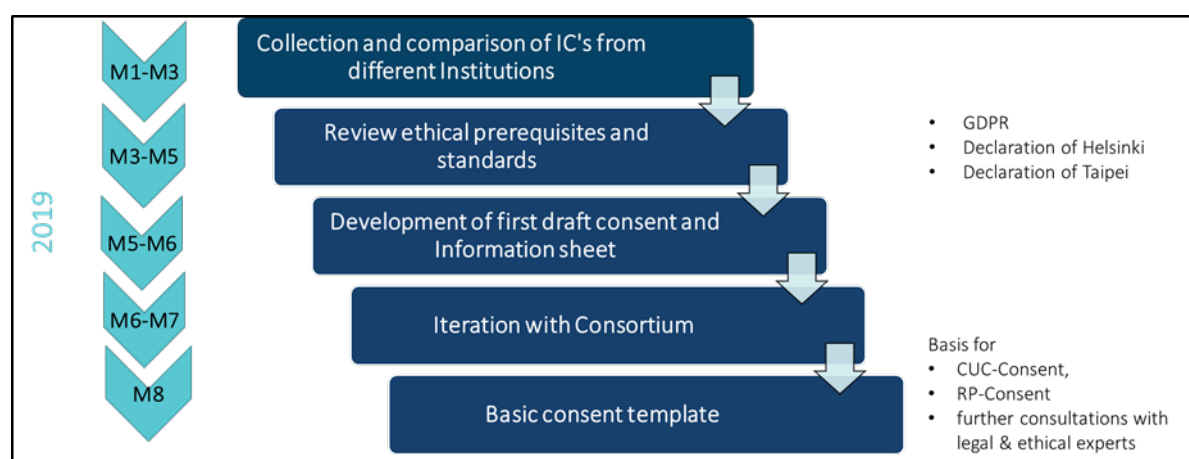 2019
M1-M3
Collection and comparison of IC's from
different Institutions
M3-M5
Review ethical prerequisites and
standards
• GDPR
• Declaration of Helsinki
• Declaration of Taipei
M5-M6
Development of first draft consent and
Information sheet
M6-M7
Iteration with Consortium
M8
Basic consent template
Basis for
• CUC-Consent,
• RP-Consent
• further consultations with
legal & ethical experts